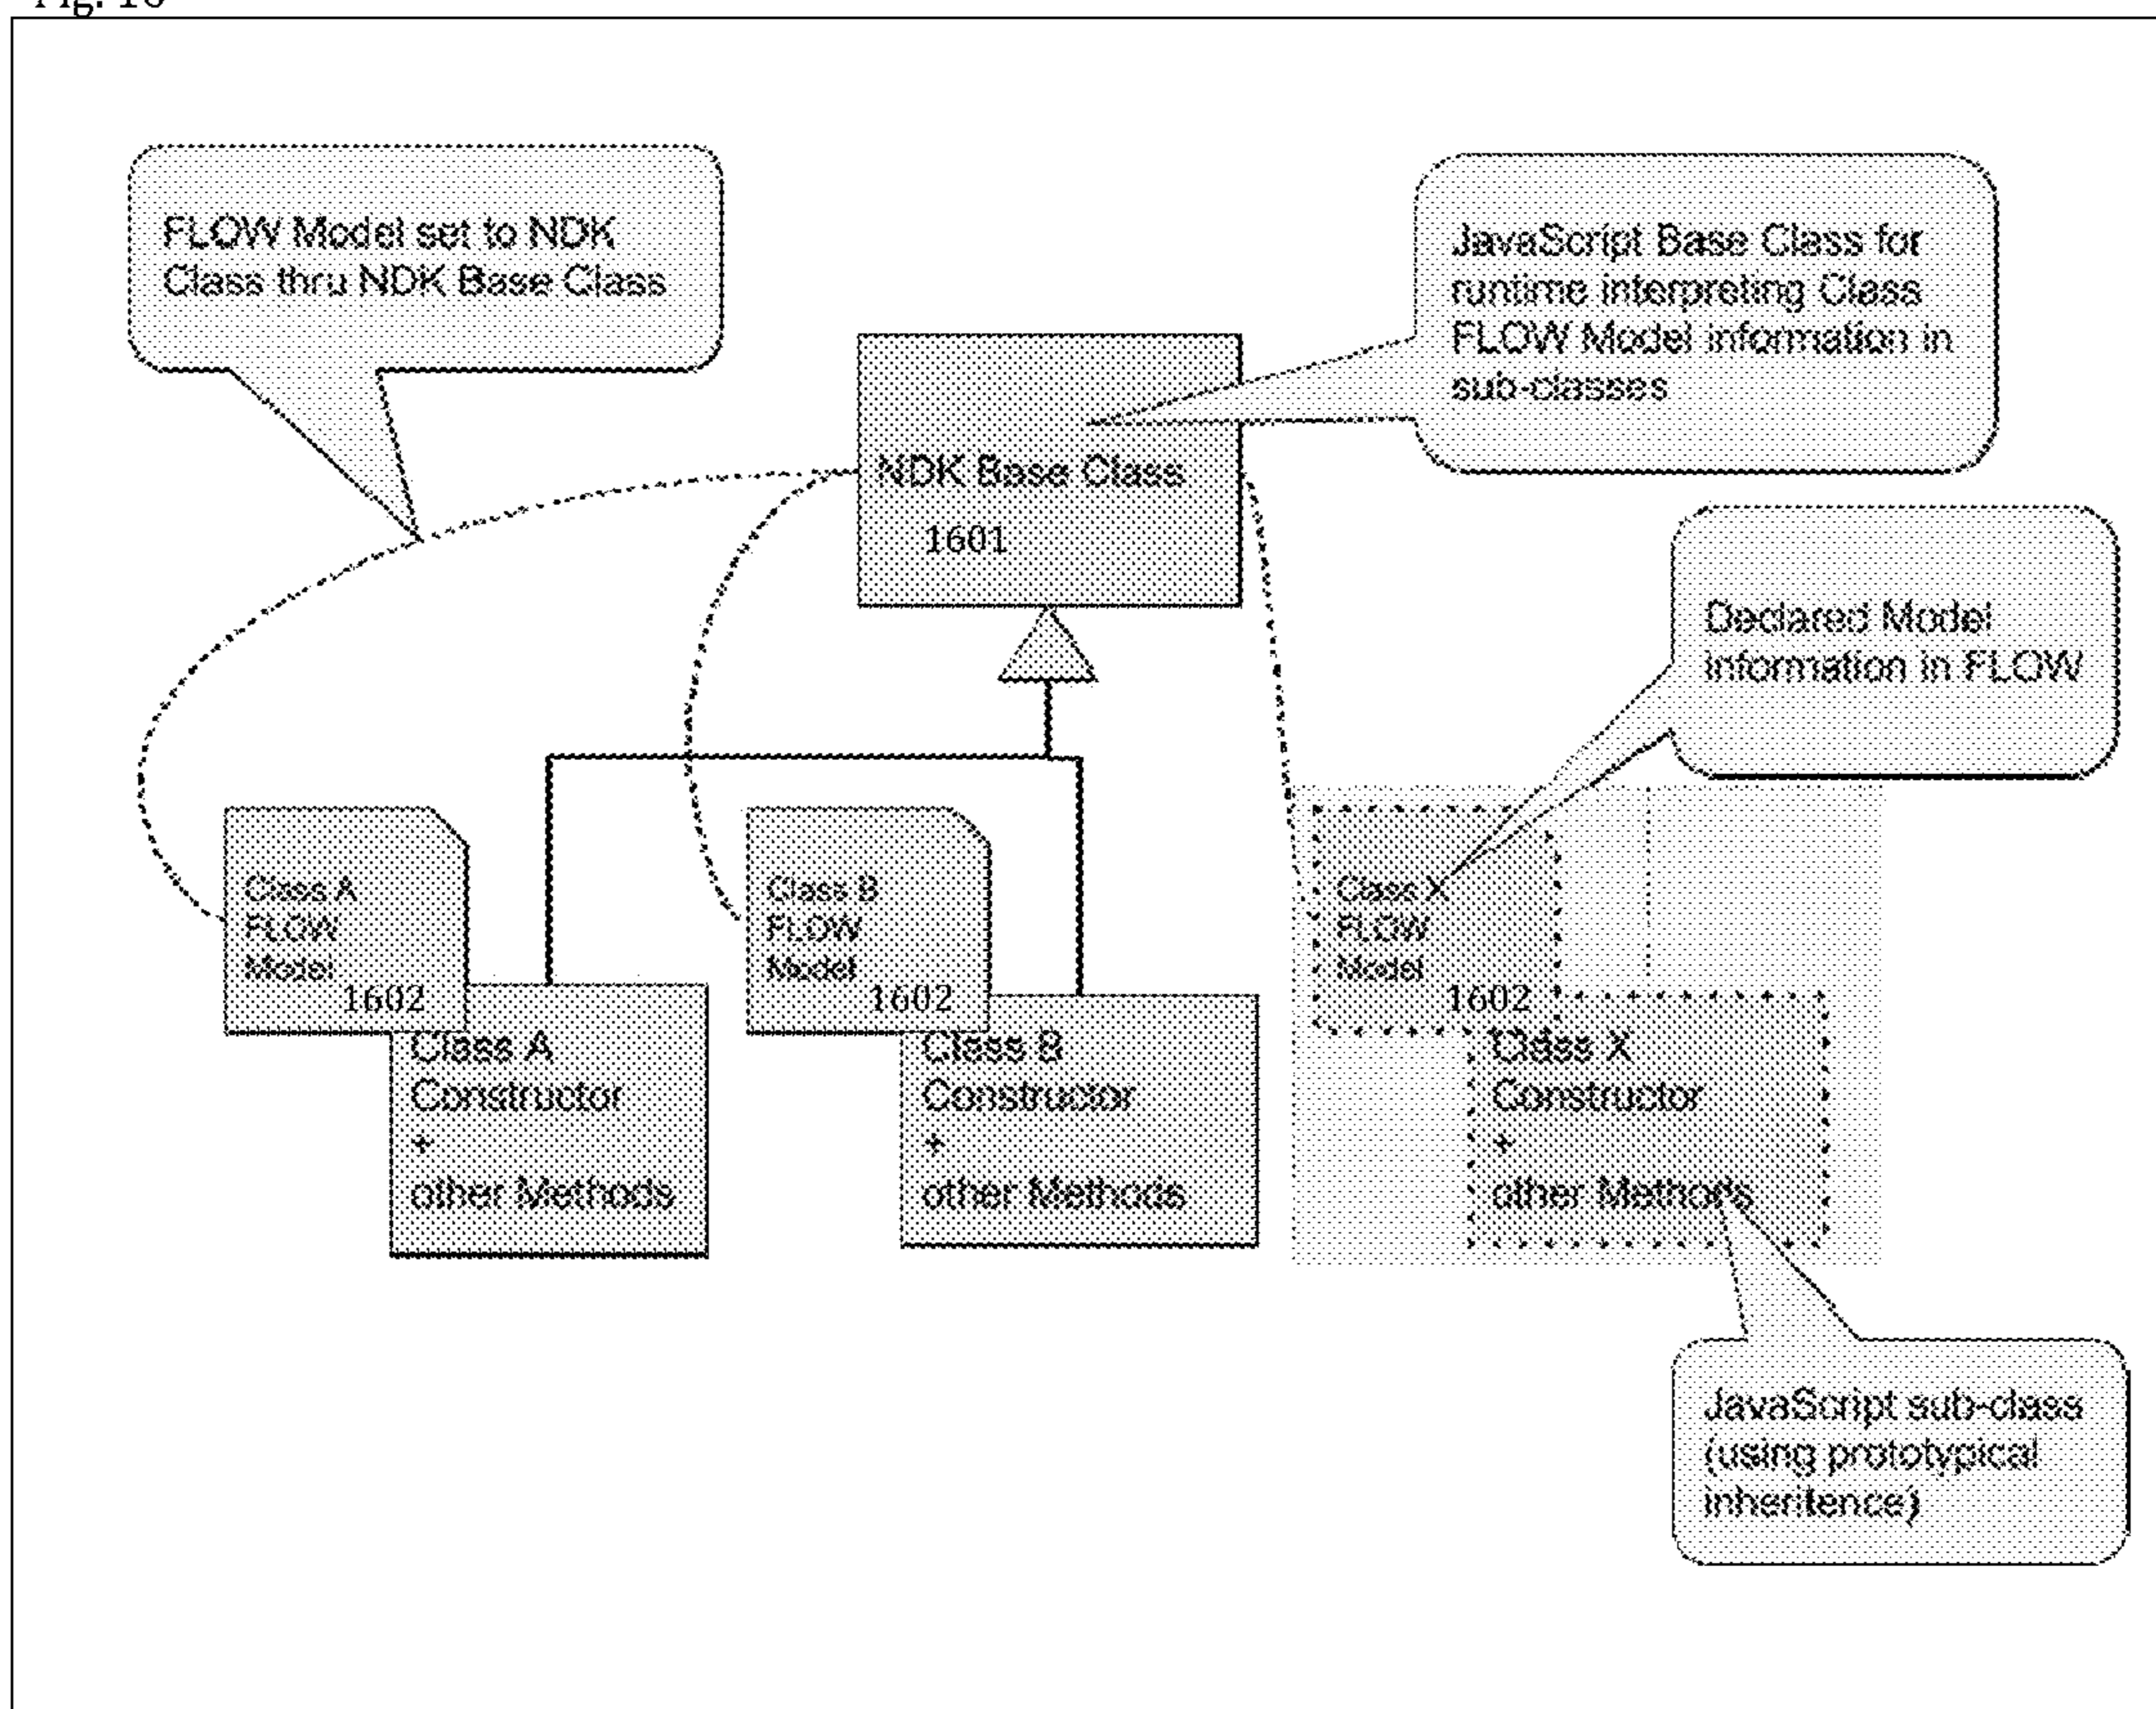 Fig. 16
FLOW Model set to NDK
Class thru NDK Base Class
JavaScript Base Class for
runtime interpreting Class
FLOW Model information in
sub-classes
NDK Base Class
1601
Declared Model
information in FLOW
Class A
FLOW
Model
1602
Class A
Constructor
+
other Methods
Class B
FLOW
Model
1602
Class B
Constructor
+
other Methods
Class X
FLOW
Model
1602
Class X
Constructor
+
other Methods
JavaScript sub-class
(using prototypical
inheritence)